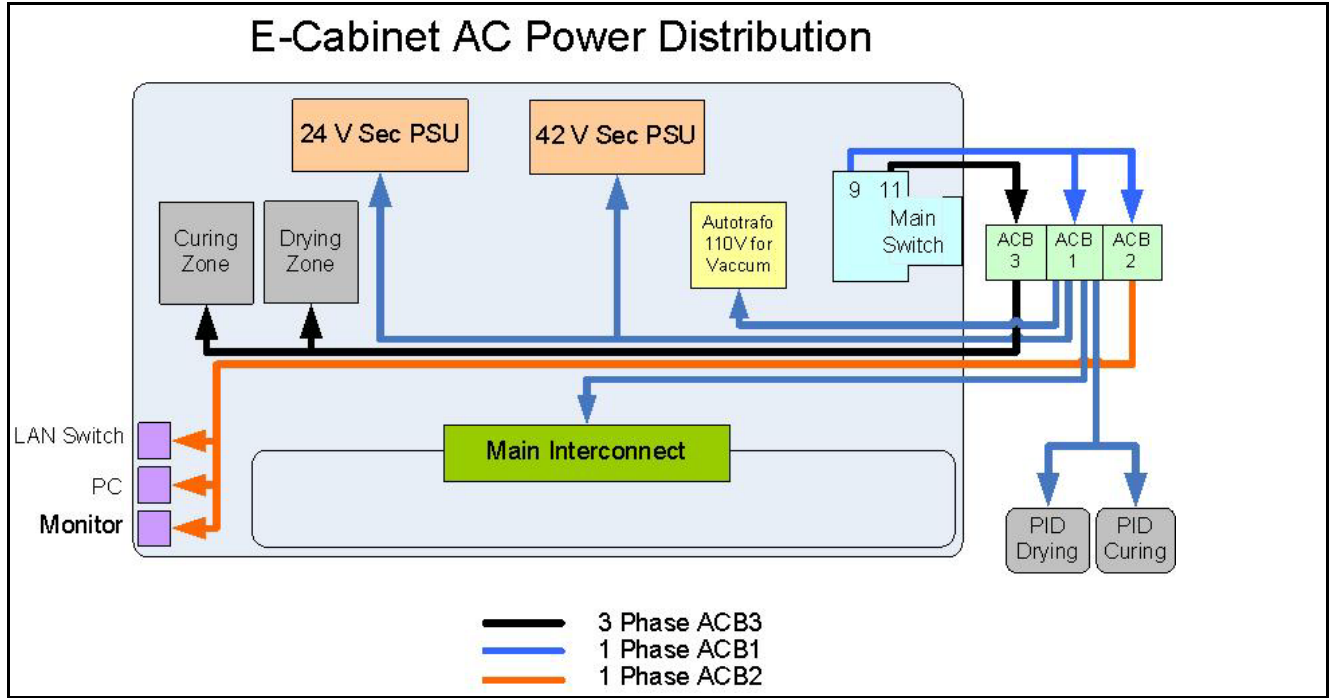 E-Cabinet AC Power Distribution
24 V Sec PSU
42 V Sec PSU
9 11
Main
Switch
Curing
Zone
Drying
Zone
Autotrafo
110V for
Vaccum
ACB
3
ACB
1
ACB
2
LAN Switch
PC
Monitor
Main Interconnect
PID
Drying
PID
Curing
3 Phase ACB3
1 Phase ACB1
1 Phase ACB2